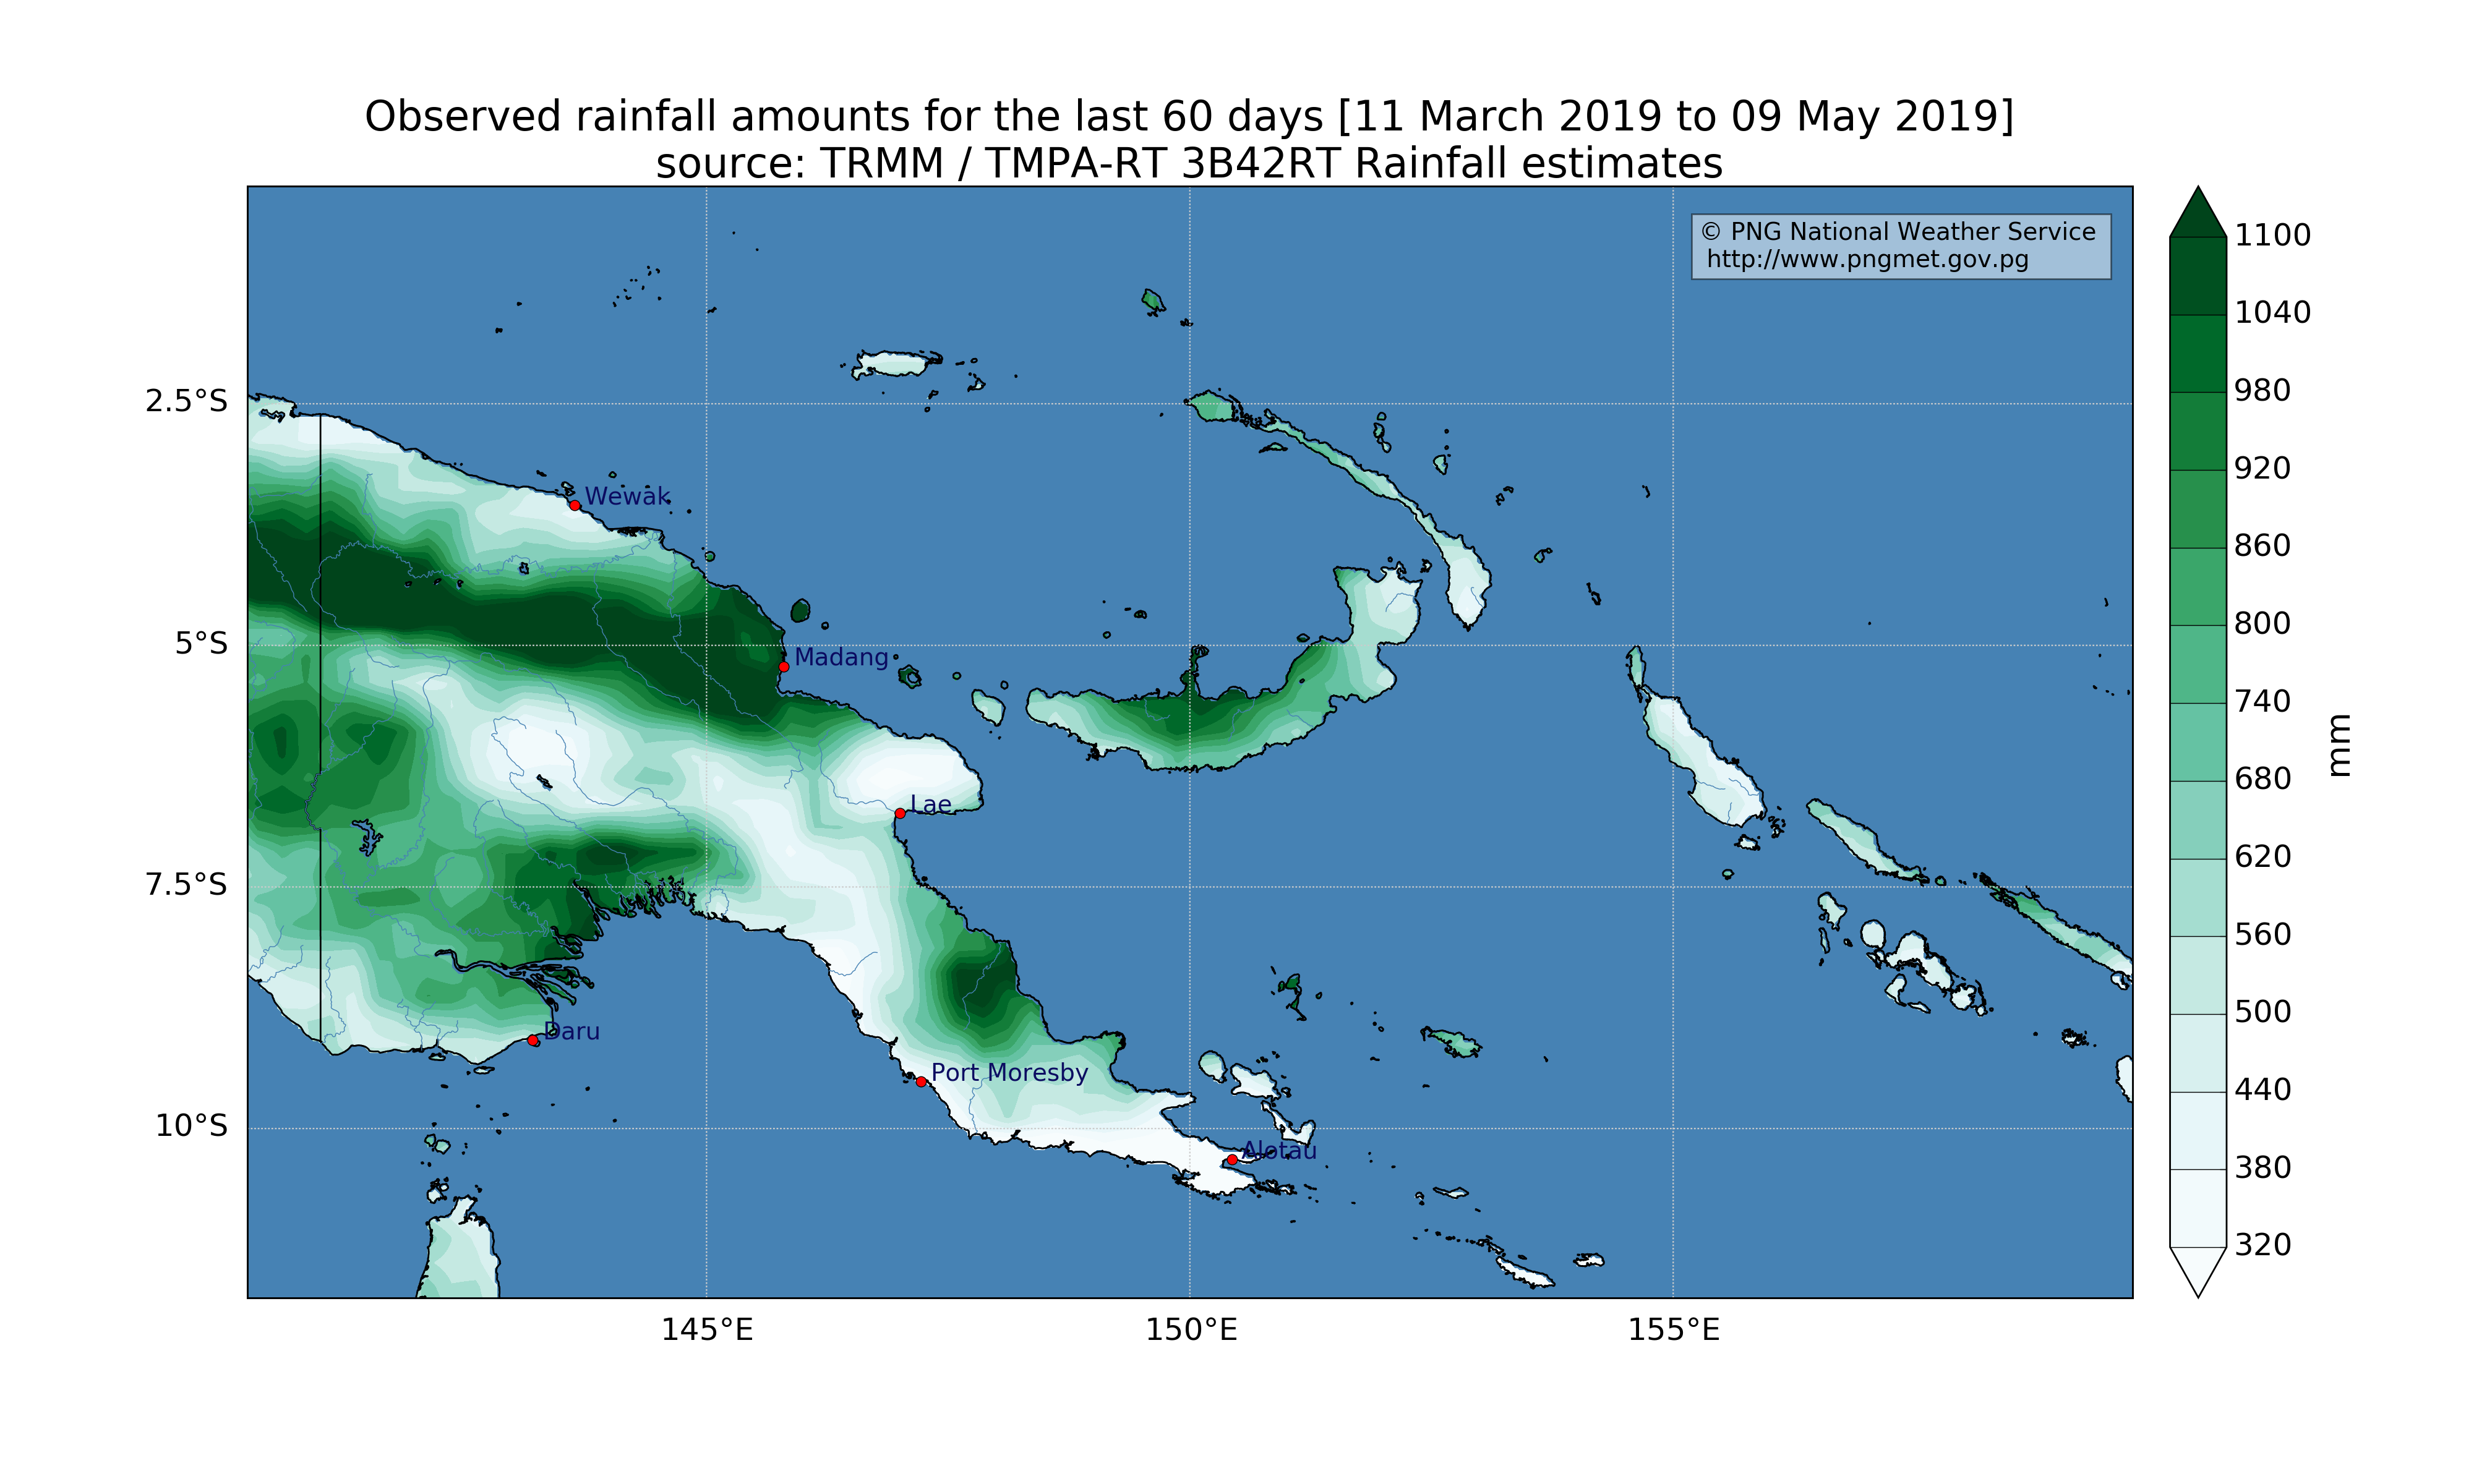 Observed rainfall amounts for the last 60 days [11 March 2019 to 09 May 2019]
source: TRMM / TMPA-RT 3B42RT Rainfall estimates
© PNG National Weather Service
http://www.pngmet.gov.pg
2.5°S
5°S
7.5°S
10°S
Wewak
Madang
Lae
Daru
Port Moresby
Alotau
145°E
150°E
155°E
1100
1040
980
920
860
800
740
680
620
560
500
440
380
320
mm